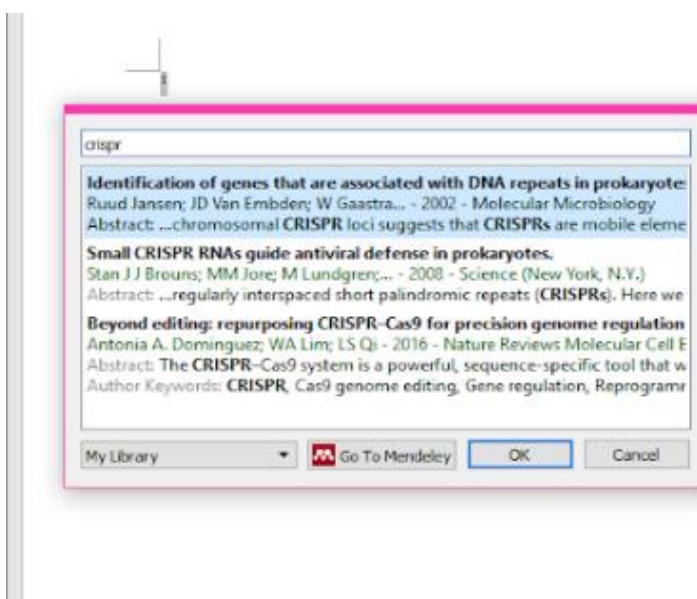 crispr
Identification of genes that are associated with DNA repeats in prokaryote
Ruud Jansen; JD Van Embden; W Gaastra... - 2002 - Molecular Microbiology
Abstract: ...chromosomal CRISPR loci suggests that CRISPRs are mobile eleme
Small CRISPR RNAs guide antiviral defense in prokaryotes.
Stan J J Brouns; MM Jore; M Lundgren;... - 2008 - Science (New York, N.Y.)
Abstract: ...regularly interspaced short palindromic repeats (CRISPRs). Here we
Beyond editing: repurposing CRISPR-Cas9 for precision genome regulation
Antonia A. Dominguez; WA Lim; LS Qi - 2016 - Nature Reviews Molecular Cell
Abstract: The CRISPR-Cas9 system is a powerful, sequence-specific tool that w
Author Keywords: CRISPR, Cas9 genome editing, Gene regulation, Reprogramr
My Library
Go To Mendeley
OK
Cancel